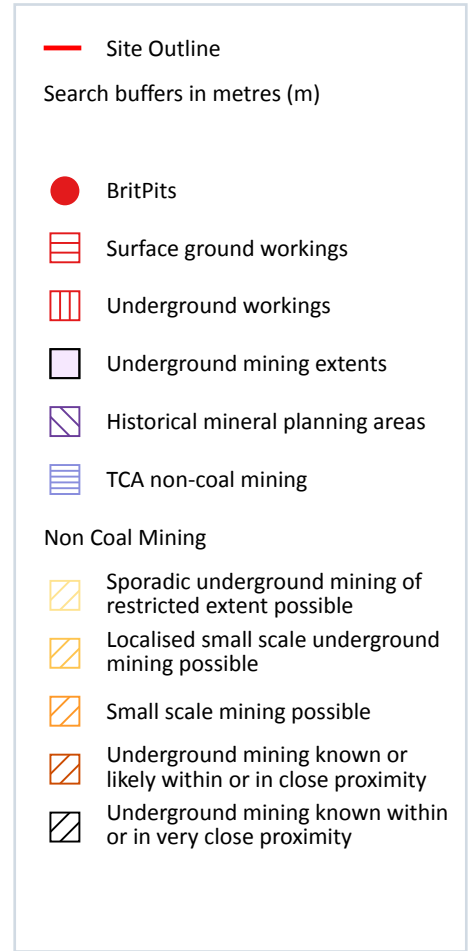 Site Outline
Search buffers in metres (m)
BritPits
Surface ground workings
Underground workings
Underground mining extents
Historical mineral planning areas
TCA non-coal mining
Non Coal Mining
Sporadic underground mining of
restricted extent possible
Localised small scale underground
mining possible
Small scale mining possible
Underground mining known or
likely within or in close proximity
Underground mining known within
or in very close proximity